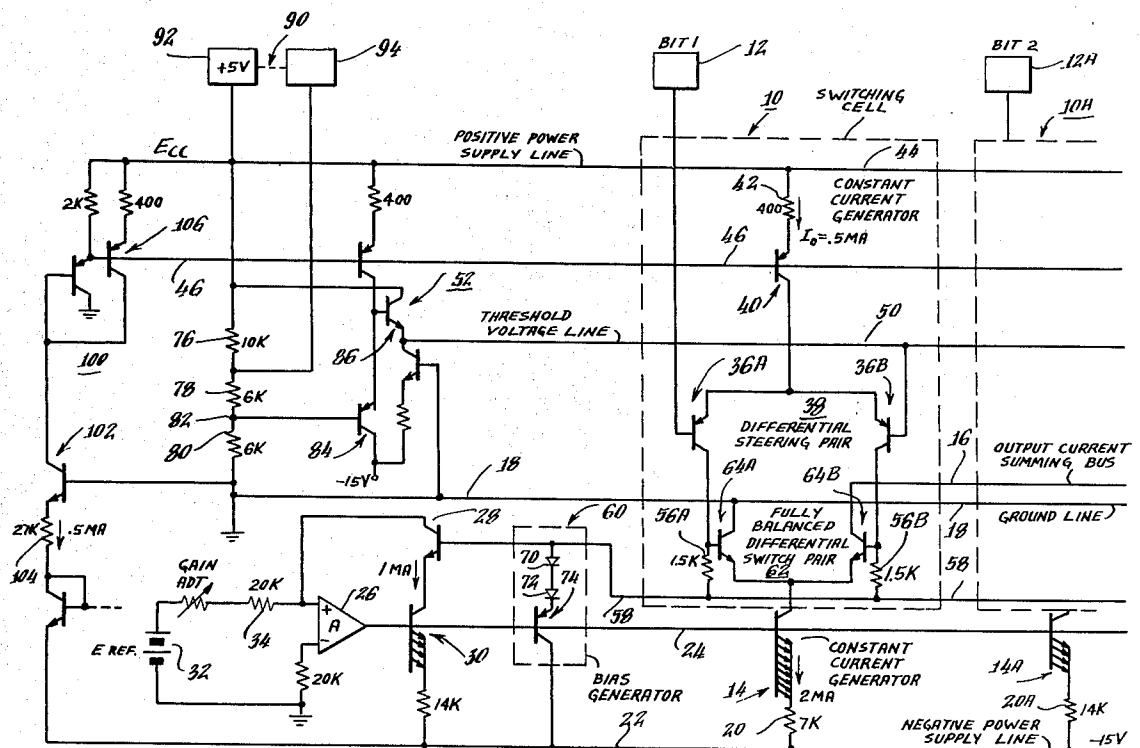 92
90
94
+5V
BIT 1
12
BIT 2
12A
10
SWITCHING
CELL
10A
ECC
POSITIVE POWER
SUPPLY LINE
44
2K
400
106
400
42
400
CONSTANT
CURRENT
GENERATOR
I₀=.5MA
46
46
40
52
THRESHOLD
VOLTAGE LINE
50
100
76
10K
86
36A
36B
78
6K
82
80
6K
84
-15V
38
DIFFERENTIAL
STEERING PAIR
16
OUTPUT CURRENT
SUMMING BUS
102
18
64A
64B
18
GROUND LINE
27K
.5MA
104
28
60
56A
FULLY
BALANCED
DIFFERENTIAL
SWITCH PAIR
62
56B
1.5K
1.5K
58
GAIN
ADT
20K
34
1MA
70
72
74
58
26
+
A
-
E REF.
32
20K
30
24
CONSTANT
CURRENT
GENERATOR
14
2MA
14A
14K
BIAS
GENERATOR
20
7K
20A
14K
22
NEGATIVE POWER
SUPPLY LINE
-15V